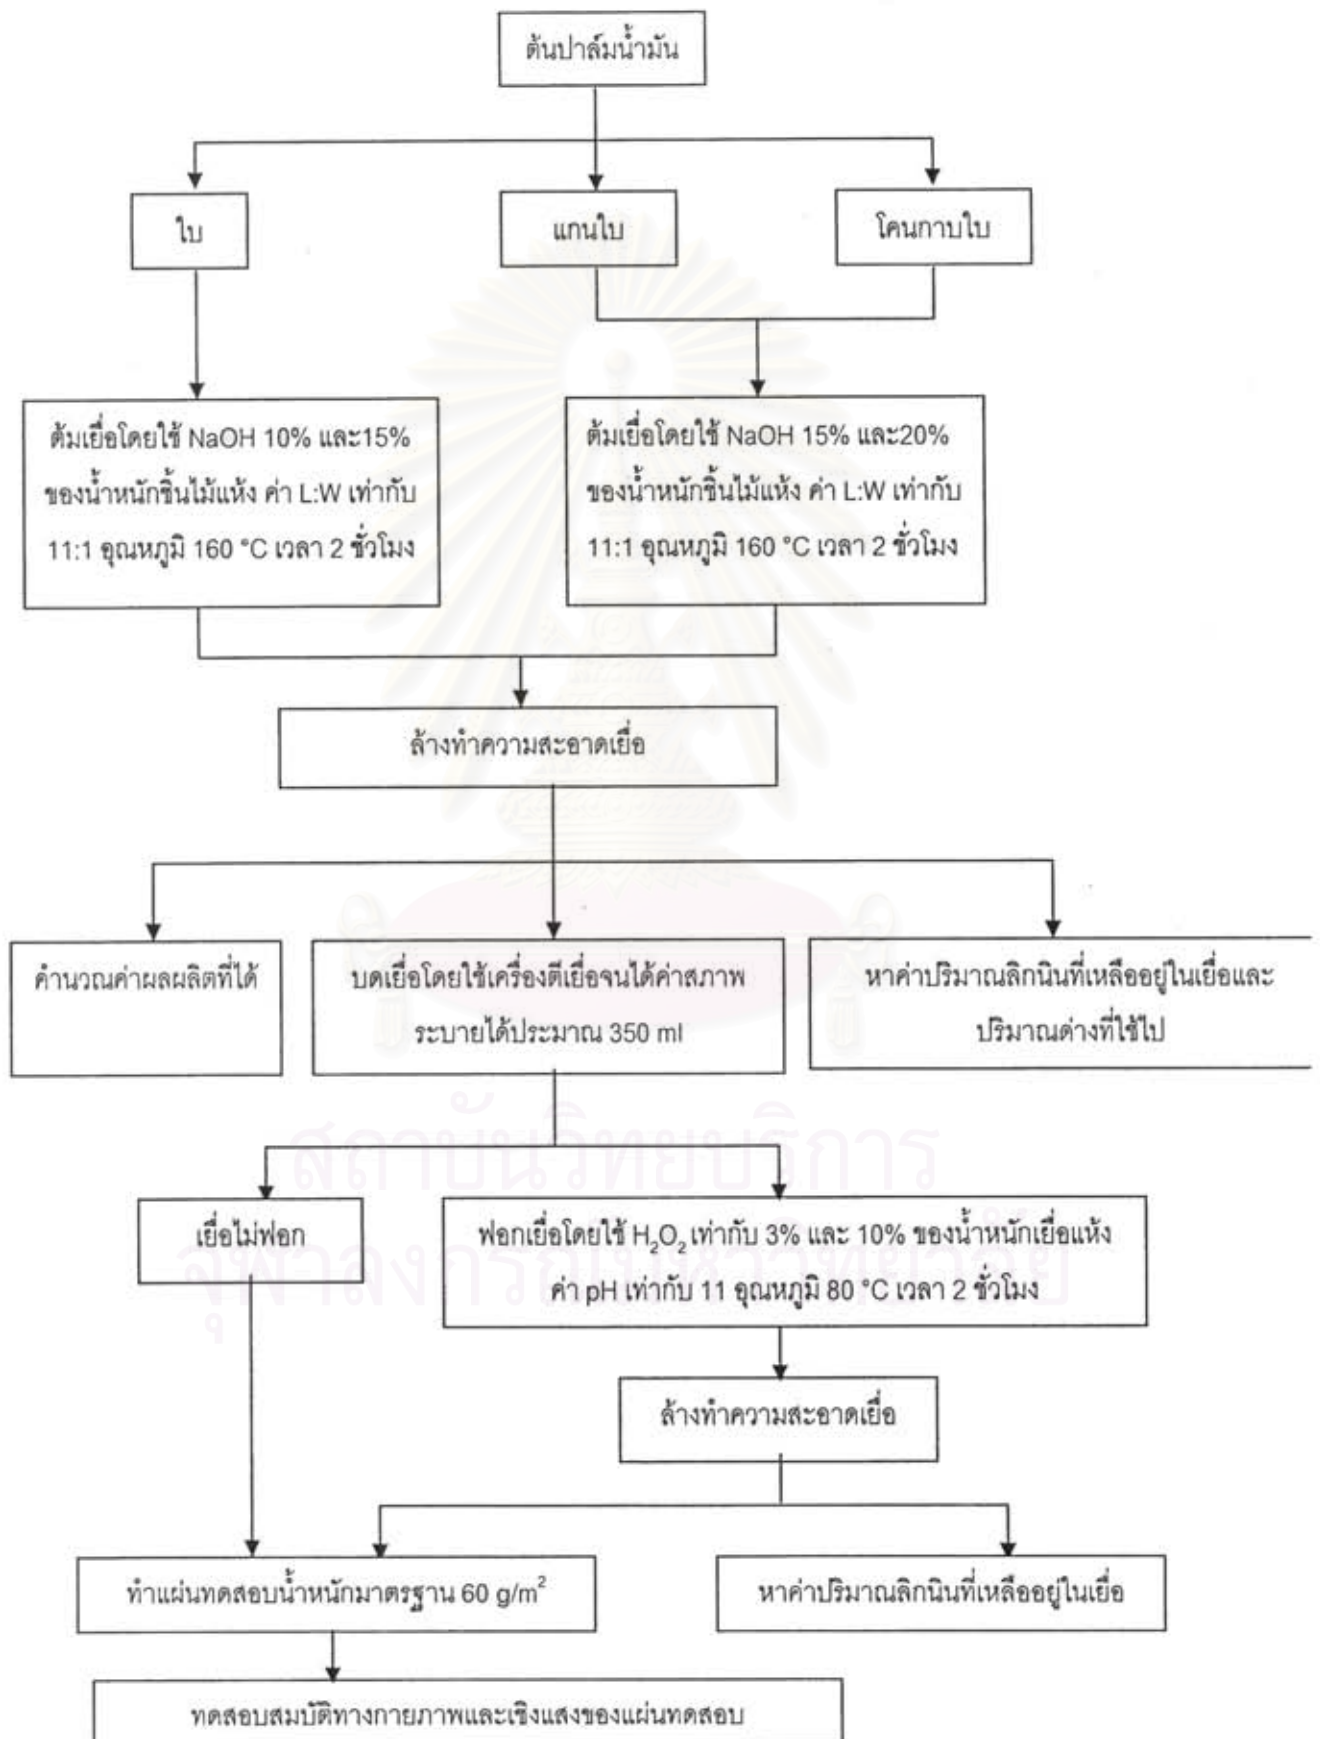 ต้นปาล์มน้ำมัน
ใบ
แกนใบ
โคนกาบใบ
ต้มเยื่อโดยใช้ NaOH 10% และ15%
ของน้ำหนักชิ้นไม้แห้ง ค่า L:W เท่ากับ
11:1 อุณหภูมิ 160 °C เวลา 2 ชั่วโมง
ต้มเยื่อโดยใช้ NaOH 15% และ20%
ของน้ำหนักชิ้นไม้แห้ง ค่า L:W เท่ากับ
11:1 อุณหภูมิ 160 °C เวลา 2 ชั่วโมง
ล้างทำความสะอาดเยื่อ
คำนวณค่าผลผลิตที่ได้
บดเยื่อโดยใช้เครื่องตีเยื่อจนได้ค่าสภาพ
ระบายได้ประมาณ 350 ml
หาค่าปริมาณลิกนินที่เหลืออยู่ในเยื่อและ
ปริมาณด่างที่ใช้ไป
สถาบันวิทยบริการ
จุฬาลงกรณ์มหาวิทยาลัย
เยื่อไม่ฟอก
ฟอกเยื่อโดยใช้ H₂O₂ เท่ากับ 3% และ 10% ของน้ำหนักเยื่อแห้ง
ค่า pH เท่ากับ 11 อุณหภูมิ 80 °C เวลา 2 ชั่วโมง
ล้างทำความสะอาดเยื่อ
ทำแผ่นทดสอบน้ำหนักมาตรฐาน 60 g/m²
หาค่าปริมาณลิกนินที่เหลืออยู่ในเยื่อ
ทดสอบสมบัติทางกายภาพและเชิงแสงของแผ่นทดสอบ